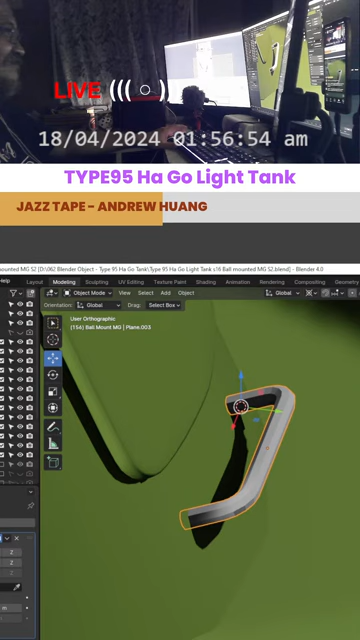 LIVE ((( ○ )
18/04/2024 01:56:54 am
TYPE95 Ha Go Light Tank
JAZZ TAPE - ANDREW HUANG
ounted MG S2 [D:\062 Blender Object - Type 95 Ha Go Tank\Type 95 Ha Go Light Tank s16 Ball mounted MG S2.blend] - Blender 4.0
Help Layout Modeling Sculpting UV Editing Texture Paint Shading Animation Rendering Compositing Geometry
Object Mode View Select Add Object Global
Orientation: Global Drag: Select Box
User Orthographic
(154) Ball Mount MG | Plane.003
Z
Z
Z
m